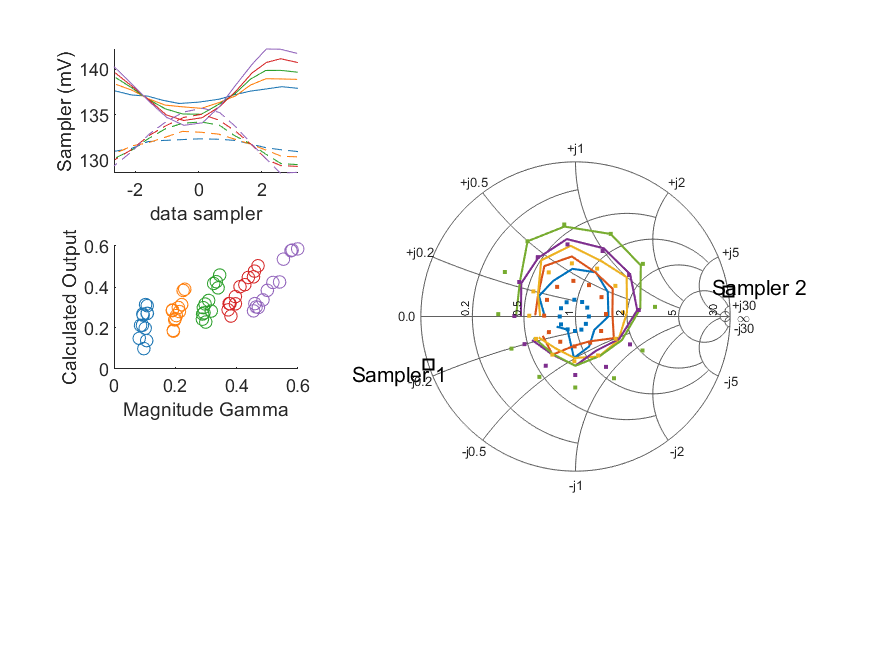 140
135
130
Sampler (mV)
-2
0
2
data sampler
0.6
0.4
0.2
0
Calculated Output
0
0.2
0.4
0.6
Magnitude Gamma
+j1
+j0.5
+j2
+j0.2
+j5
Sampler 2
+j30
0.0
0.2
0.5
1
2
5
30
∞
-j30
Sampler 1
-j0.2
-j5
-j0.5
-j2
-j1